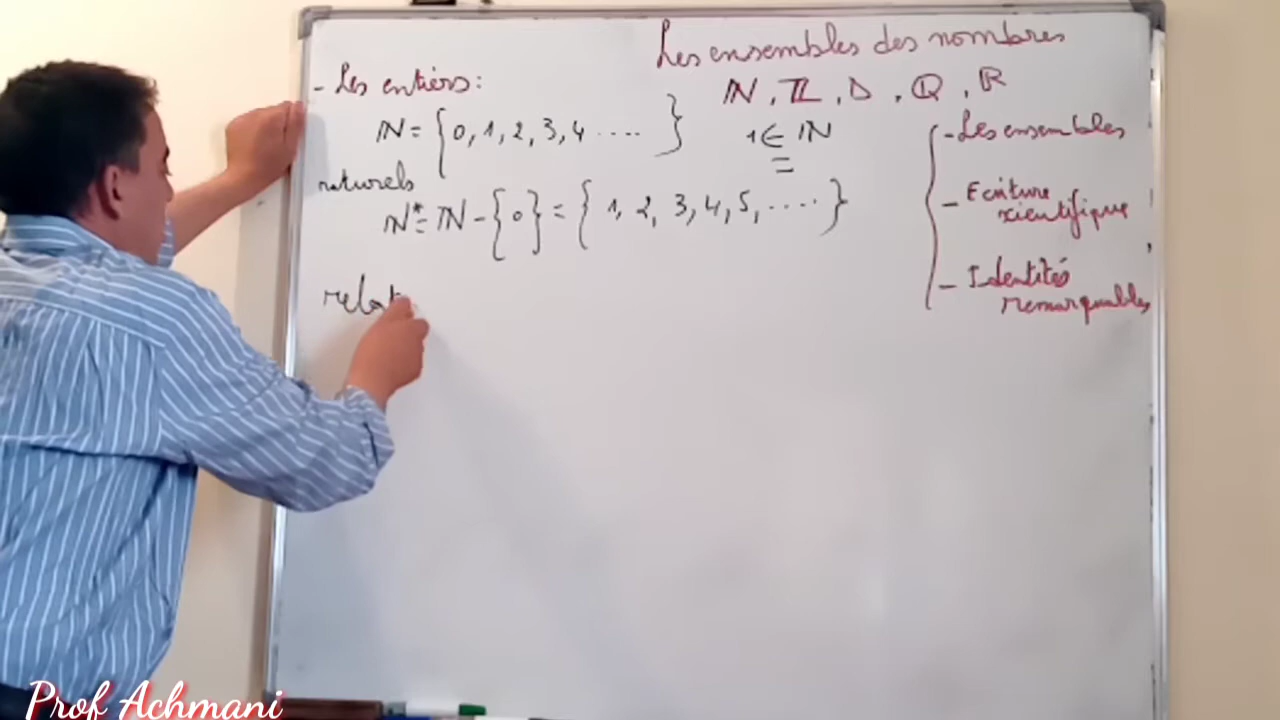 Les ensembles des nombres
ℕ, ℤ, 𝔻, ℚ, ℝ
- Les entiers:
ℕ = {0, 1, 2, 3, 4 .... }
1 ∈ ℕ
naturels
ℕ* = ℕ - {0} = {1, 2, 3, 4, 5, .... }
relat
- Les ensembles
- Ecriture
scientifique
- Identités
remarquables
Prof Achmani